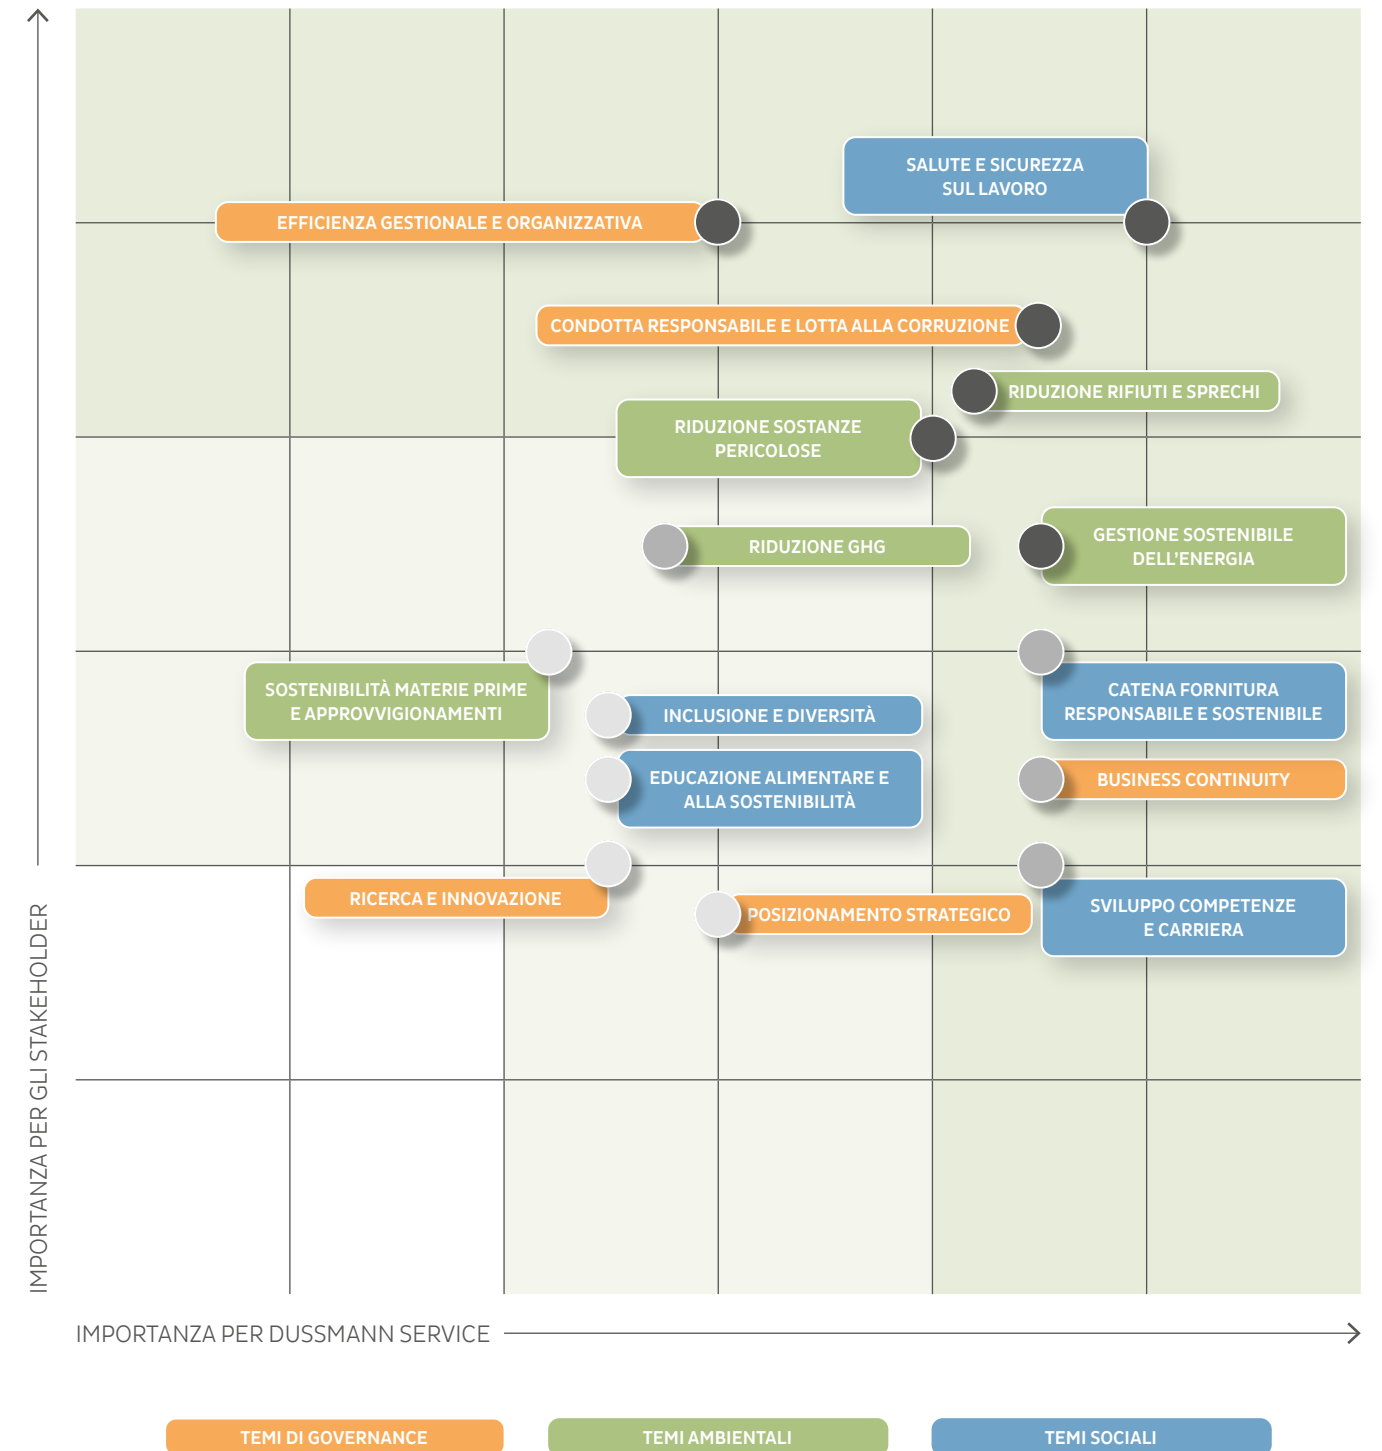 SALUTE E SICUREZZA
SUL LAVORO
EFFICIENZA GESTIONALE E ORGANIZZATIVA
CONDOTTA RESPONSABILE E LOTTA ALLA CORRUZIONE
RIDUZIONE RIFIUTI E SPRECHI
RIDUZIONE SOSTANZE
PERICOLOSE
RIDUZIONE GHG
GESTIONE SOSTENIBILE
DELL'ENERGIA
SOSTENIBILITÀ MATERIE PRIME
E APPROVVIGIONAMENTI
INCLUSIONE E DIVERSITÀ
CATENA FORNITURA
RESPONSABILE E SOSTENIBILE
EDUCAZIONE ALIMENTARE E
ALLA SOSTENIBILITÀ
BUSINESS CONTINUITY
RICERCA E INNOVAZIONE
POSIZIONAMENTO STRATEGICO
SVILUPPO COMPETENZE
E CARRIERA
IMPORTANZA PER GLI STAKEHOLDER
IMPORTANZA PER DUSSMANN SERVICE
TEMI DI GOVERNANCE
TEMI AMBIENTALI
TEMI SOCIALI